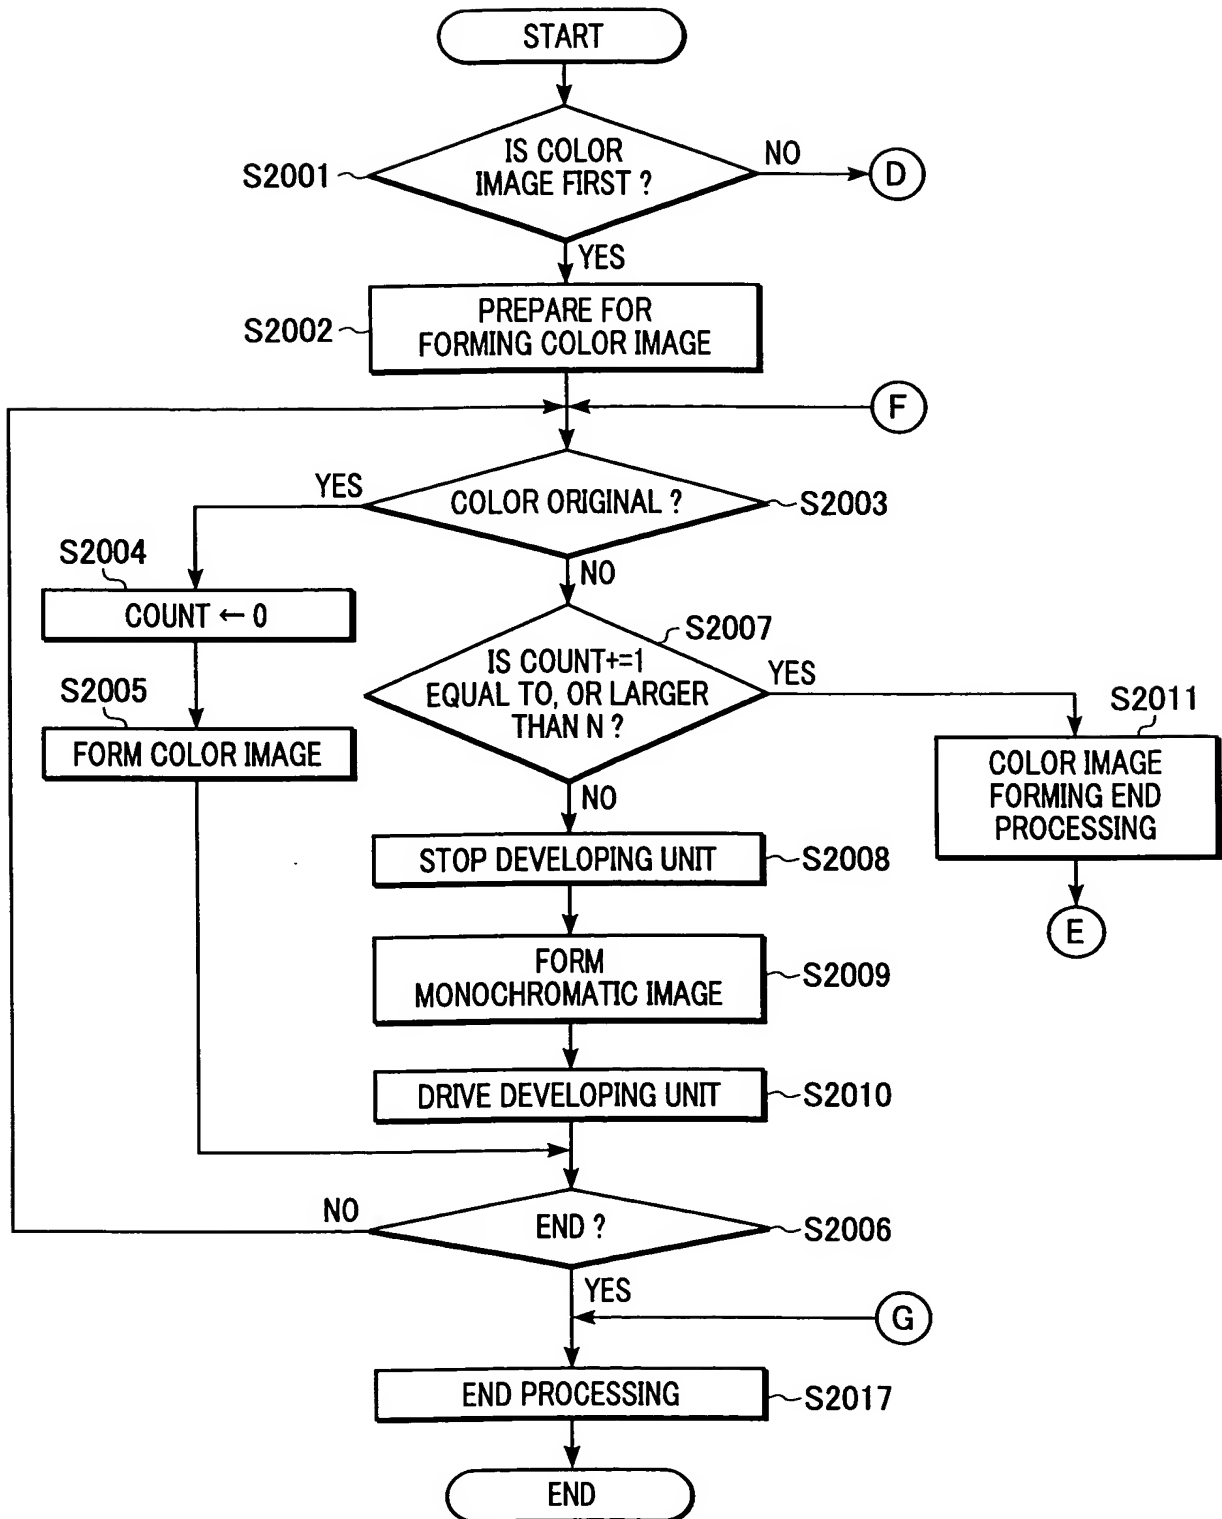 START
IS COLOR
IMAGE FIRST ?
S2001
NO
D
YES
PREPARE FOR
FORMING COLOR IMAGE
S2002
F
YES
COLOR ORIGINAL ?
S2003
S2004
COUNT ← 0
NO
S2007
IS COUNT+=1
EQUAL TO, OR LARGER
THAN N ?
YES
S2005
FORM COLOR IMAGE
S2011
COLOR IMAGE
FORMING END
PROCESSING
NO
STOP DEVELOPING UNIT
S2008
E
FORM
MONOCHROMATIC IMAGE
S2009
DRIVE DEVELOPING UNIT
S2010
NO
END ?
S2006
YES
G
END PROCESSING
S2017
END